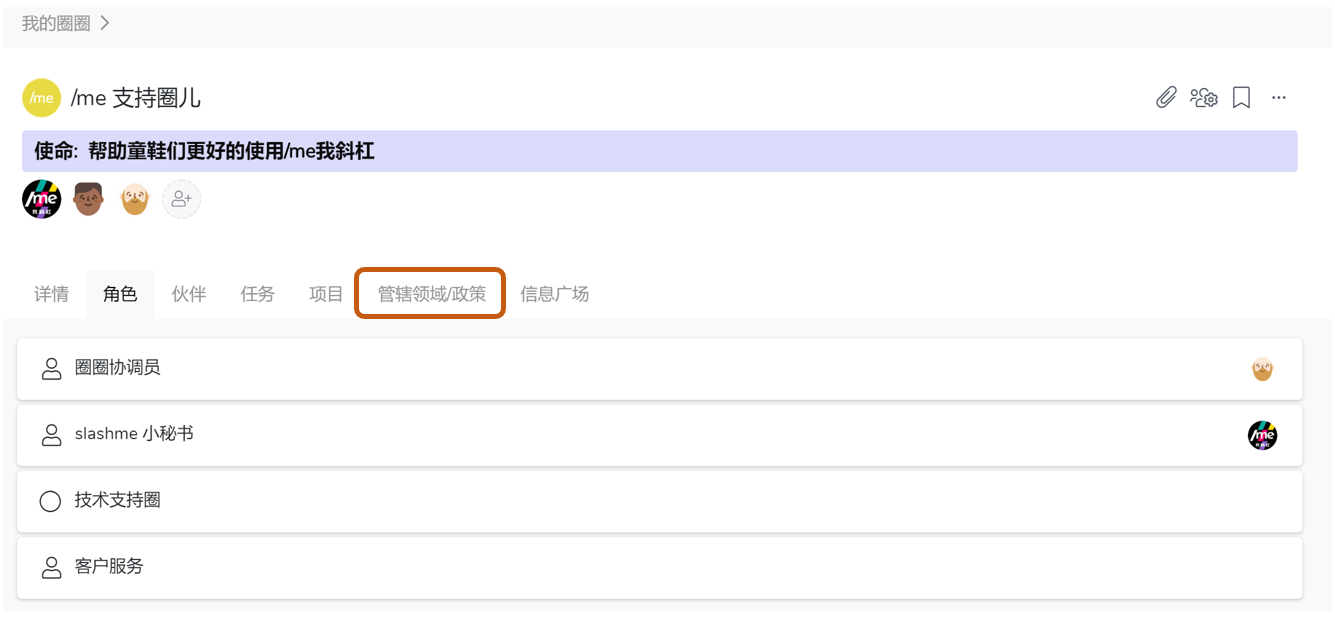 我的圈圈
/me /me 支持圈儿
使命: 帮助童鞋们更好的使用/me我斜杠
/me
我斜杠
详情 角色 伙伴 任务 项目 管辖领域/政策 信息广场
圈圈协调员
slashme 小秘书
/me
我斜杠
技术支持圈
客户服务